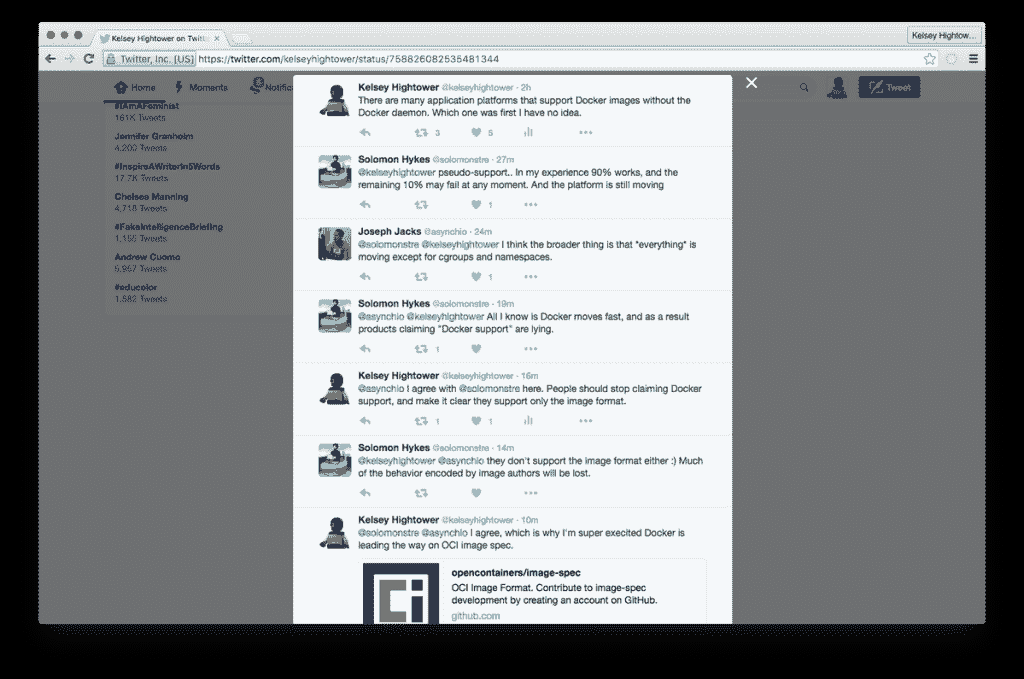 Kelsey Hightower on Twitt
Kelsey Hightow...
Twitter, Inc. [US] https://twitter.com/kelseyhightower/status/758826082535481344
Home Moments Notific
Tweet
#IAmAFeminist
161K Tweets
Jennifer Granholm
4,200 Tweets
#InspireAWriterIn5Words
17.7K Tweets
Chelsea Manning
4,718 Tweets
#FakeIntelligenceBriefing
1,155 Tweets
Andrew Cuomo
5,957 Tweets
#educolor
1,582 Tweets
Kelsey Hightower @kelseyhightower · 2h
There are many application platforms that support Docker images without the
Docker daemon. Which one was first I have no idea.
3 5
Solomon Hykes @solomonstre · 27m
@kelseyhightower pseudo-support.. In my experience 90% works, and the
remaining 10% may fail at any moment. And the platform is still moving
1
Joseph Jacks @asynchio · 24m
@solomonstre @kelseyhightower I think the broader thing is that "everything" is
moving except for cgroups and namespaces.
1
Solomon Hykes @solomonstre · 19m
@asynchio @kelseyhightower All I know is Docker moves fast, and as a result
products claiming "Docker support" are lying.
1
Kelsey Hightower @kelseyhightower · 16m
@asynchio I agree with @solomonstre here. People should stop claiming Docker
support, and make it clear they support only the image format.
1 1
Solomon Hykes @solomonstre · 14m
@kelseyhightower @asynchio they don't support the image format either :) Much
of the behavior encoded by image authors will be lost.
Kelsey Hightower @kelseyhightower · 10m
@solomonstre @asynchio I agree, which is why I'm super execited Docker is
leading the way on OCI image spec.
opencontainers/image-spec
OCI Image Format. Contribute to image-spec
development by creating an account on GitHub.
github.com